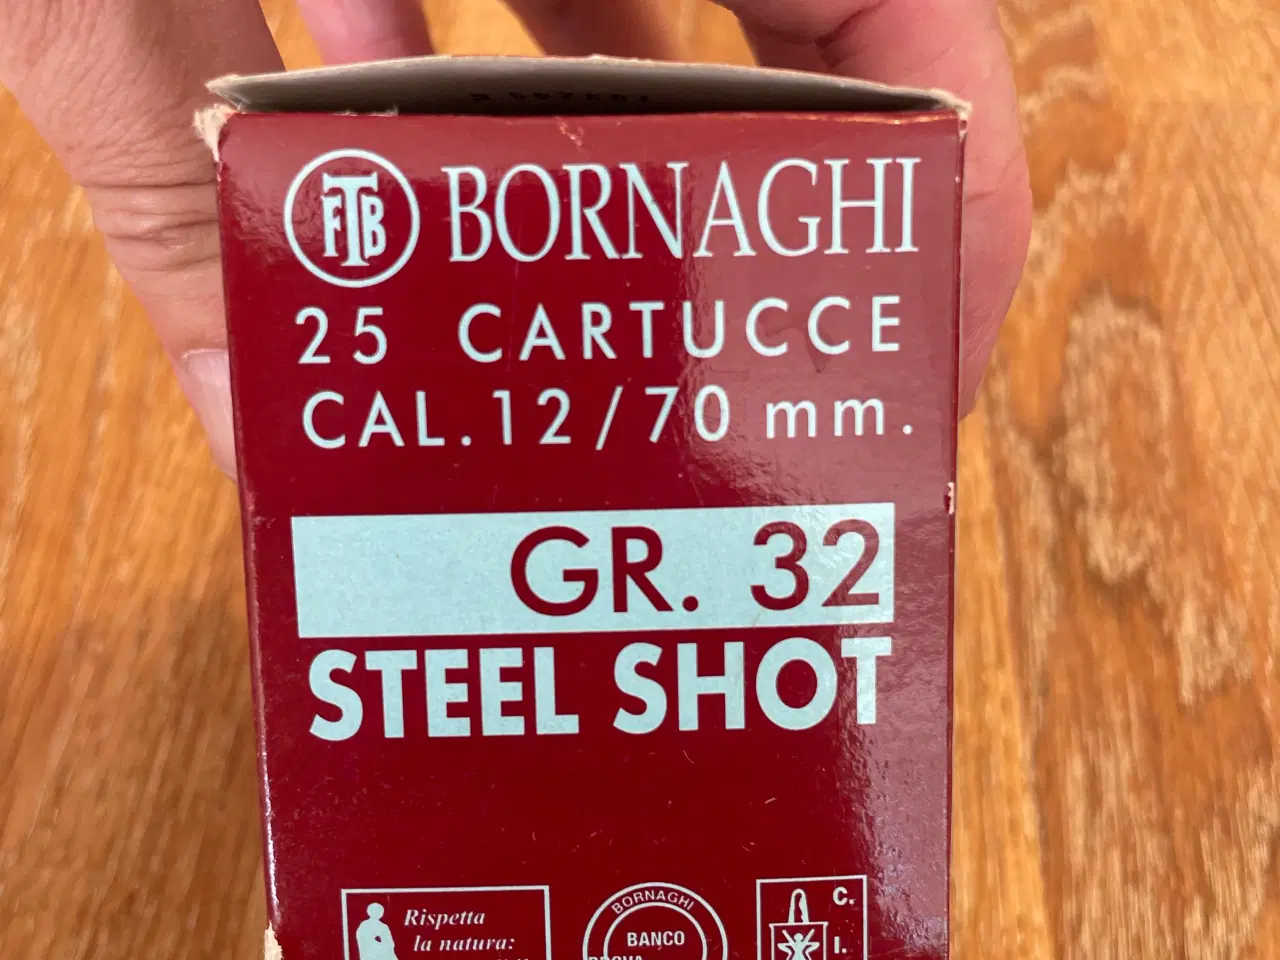 FTB BORNAGHI
25 CARTUCCE
CAL. 12/70 mm.
GR. 32
STEEL SHOT
Rispetta
la natura:
BORNAGHI
BANCO
C.
I.